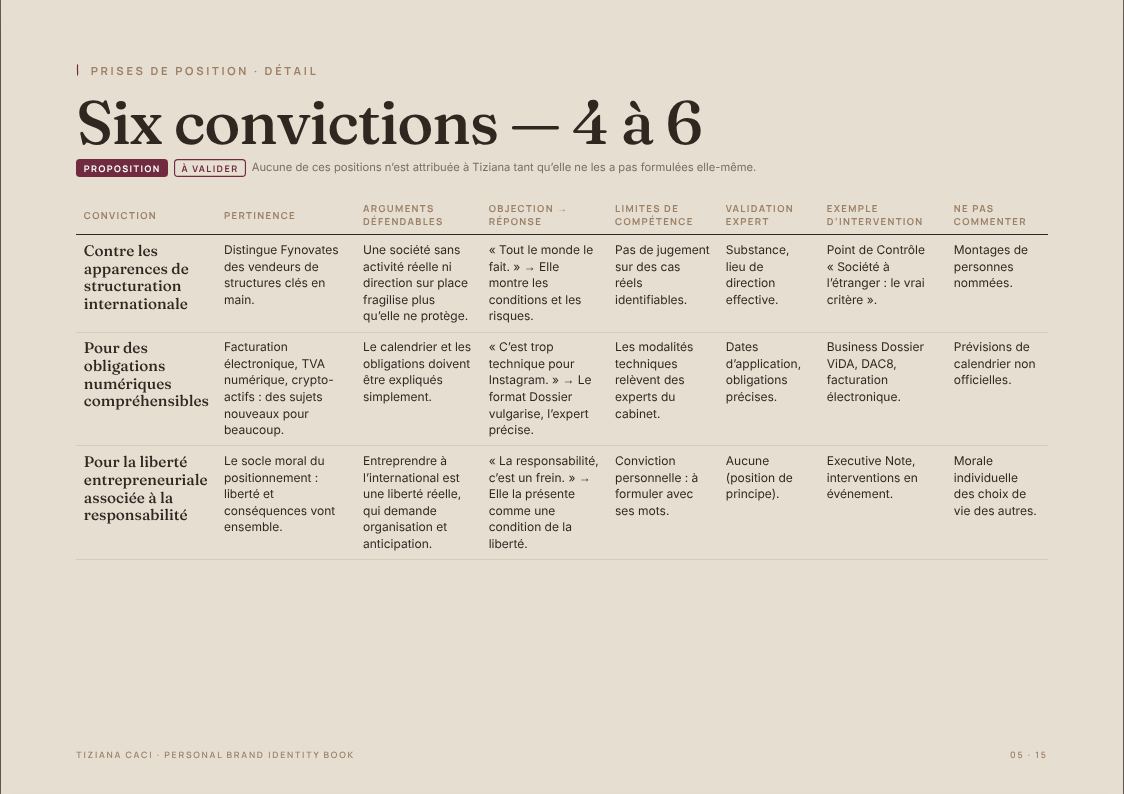 PRISES DE POSITION · DÉTAIL
Six convictions — 4 à 6
PROPOSITION À VALIDER Aucune de ces positions n’est attribuée à Tiziana tant qu’elle ne les a pas formulées elle-même.
CONVICTION
PERTINENCE
ARGUMENTS
DÉFENDABLES
OBJECTION →
RÉPONSE
LIMITES DE
COMPÉTENCE
VALIDATION
EXPERT
EXEMPLE
D’INTERVENTION
NE PAS
COMMENTER
Contre les
apparences de
structuration
internationale
Distingue Fynovates
des vendeurs de
structures clés en
main.
Une société sans
activité réelle ni
direction sur place
fragilise plus
qu’elle ne protège.
« Tout le monde le
fait. » → Elle
montre les
conditions et les
risques.
Pas de jugement
sur des cas
réels
identifiables.
Substance,
lieu de
direction
effective.
Point de Contrôle
« Société à
l’étranger : le vrai
critère ».
Montages de
personnes
nommées.
Pour des
obligations
numériques
compréhensibles
Facturation
électronique, TVA
numérique, crypto-
actifs : des sujets
nouveaux pour
beaucoup.
Le calendrier et les
obligations doivent
être expliqués
simplement.
« C’est trop
technique pour
Instagram. » → Le
format Dossier
vulgarise, l’expert
précise.
Les modalités
techniques
relèvent des
experts du
cabinet.
Dates
d’application,
obligations
précises.
Business Dossier
ViDA, DAC8,
facturation
électronique.
Prévisions de
calendrier non
officielles.
Pour la liberté
entrepreneuriale
associée à la
responsabilité
Le socle moral du
positionnement :
liberté et
conséquences vont
ensemble.
Entreprendre à
l’international est
une liberté réelle,
qui demande
organisation et
anticipation.
« La responsabilité,
c’est un frein. » →
Elle la présente
comme une
condition de la
liberté.
Conviction
personnelle : à
formuler avec
ses mots.
Aucune
(position de
principe).
Executive Note,
interventions en
événement.
Morale
individuelle
des choix de
vie des autres.
TIZIANA CACI · PERSONAL BRAND IDENTITY BOOK
05 · 15